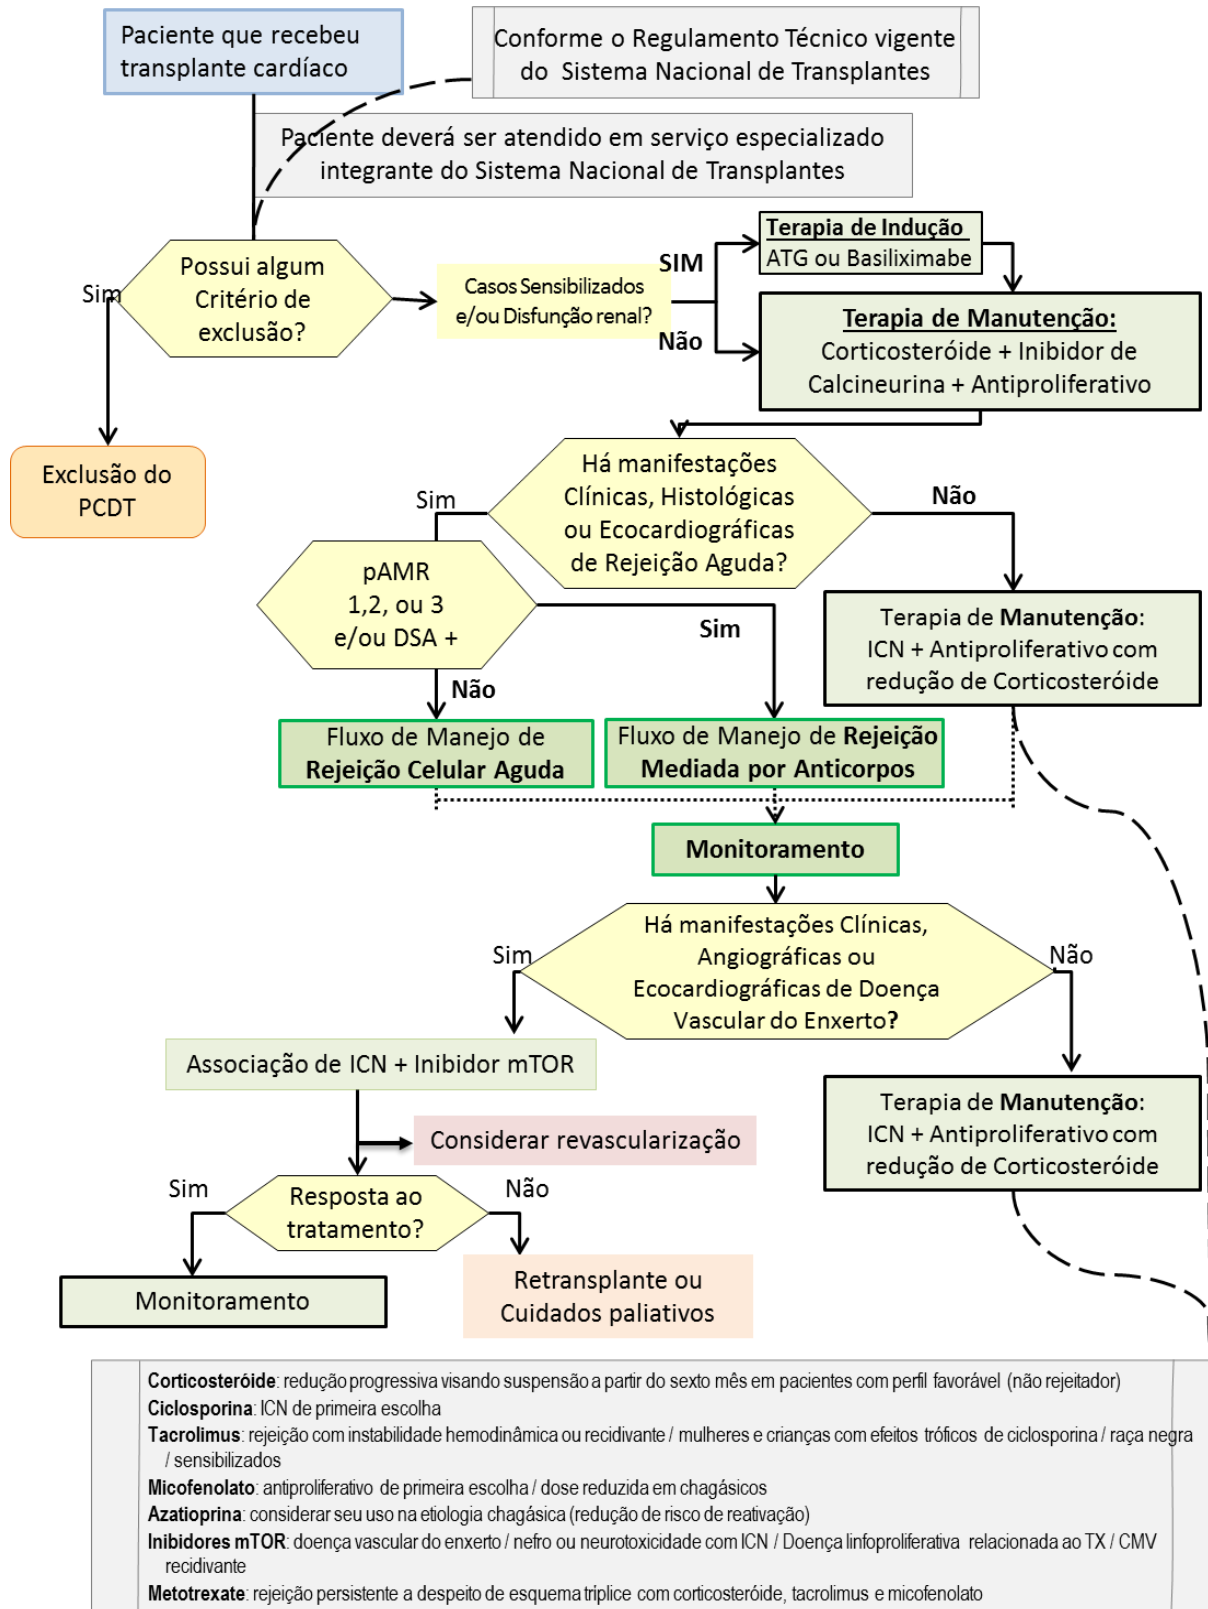 Paciente que recebeu
transplante cardíaco
Conforme o Regulamento Técnico vigente
do Sistema Nacional de Transplantes
Paciente deverá ser atendido em serviço especializado
integrante do Sistema Nacional de Transplantes
Possui algum
Critério de
exclusão?
Sim
Casos Sensibilizados
e/ou Disfunção renal?
SIM
Não
Terapia de Indução
ATG ou Basiliximabe
Terapia de Manutenção:
Corticosteróide + Inibidor de
Calcineurina + Antiproliferativo
Exclusão do
PCDT
Há manifestações
Clínicas, Histológicas
ou Ecocardiográficas
de Rejeição Aguda?
Sim
Não
pAMR
1,2, ou 3
e/ou DSA +
Sim
Não
Terapia de Manutenção:
ICN + Antiproliferativo com
redução de Corticosteróide
Fluxo de Manejo de
Rejeição Celular Aguda
Fluxo de Manejo de Rejeição
Mediada por Anticorpos
Monitoramento
Há manifestações Clínicas,
Angiográficas ou
Ecocardiográficas de Doença
Vascular do Enxerto?
Sim
Não
Associação de ICN + Inibidor mTOR
Considerar revascularização
Terapia de Manutenção:
ICN + Antiproliferativo com
redução de Corticosteróide
Resposta ao
tratamento?
Sim
Não
Monitoramento
Retransplante ou
Cuidados paliativos
Corticosteróide: redução progressiva visando suspensão a partir do sexto mês em pacientes com perfil favorável (não rejeitador)
Ciclosporina: ICN de primeira escolha
Tacrolimus: rejeição com instabilidade hemodinâmica ou recidivante / mulheres e crianças com efeitos tróficos de ciclosporina / raça negra
/ sensibilizados
Micofenolato: antiproliferativo de primeira escolha / dose reduzida em chagásicos
Azatioprina: considerar seu uso na etiologia chagásica (redução de risco de reativação)
Inibidores mTOR: doença vascular do enxerto / nefro ou neurotoxicidade com ICN / Doença linfoproliferativa relacionada ao TX / CMV
recidivante
Metotrexate: rejeição persistente a despeito de esquema triplice com corticosteróide, tacrolimus e micofenolato